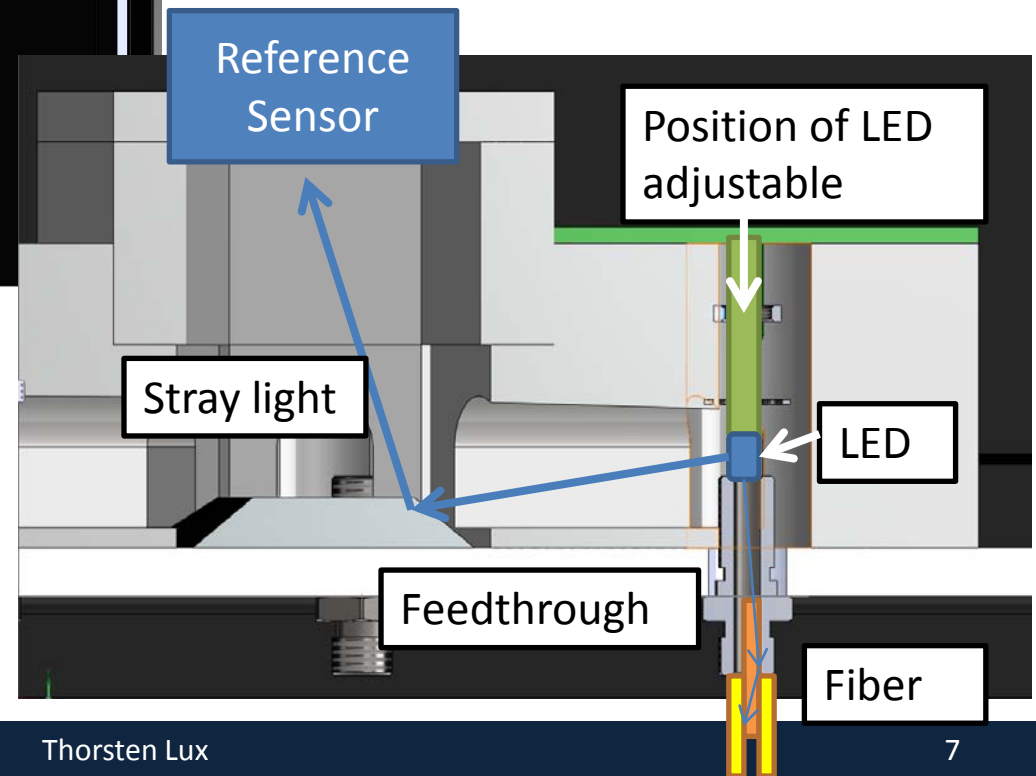 Reference
Sensor
Position of LED
adjustable
Stray light
LED
Feedthrough
Fiber
Thorsten Lux
7